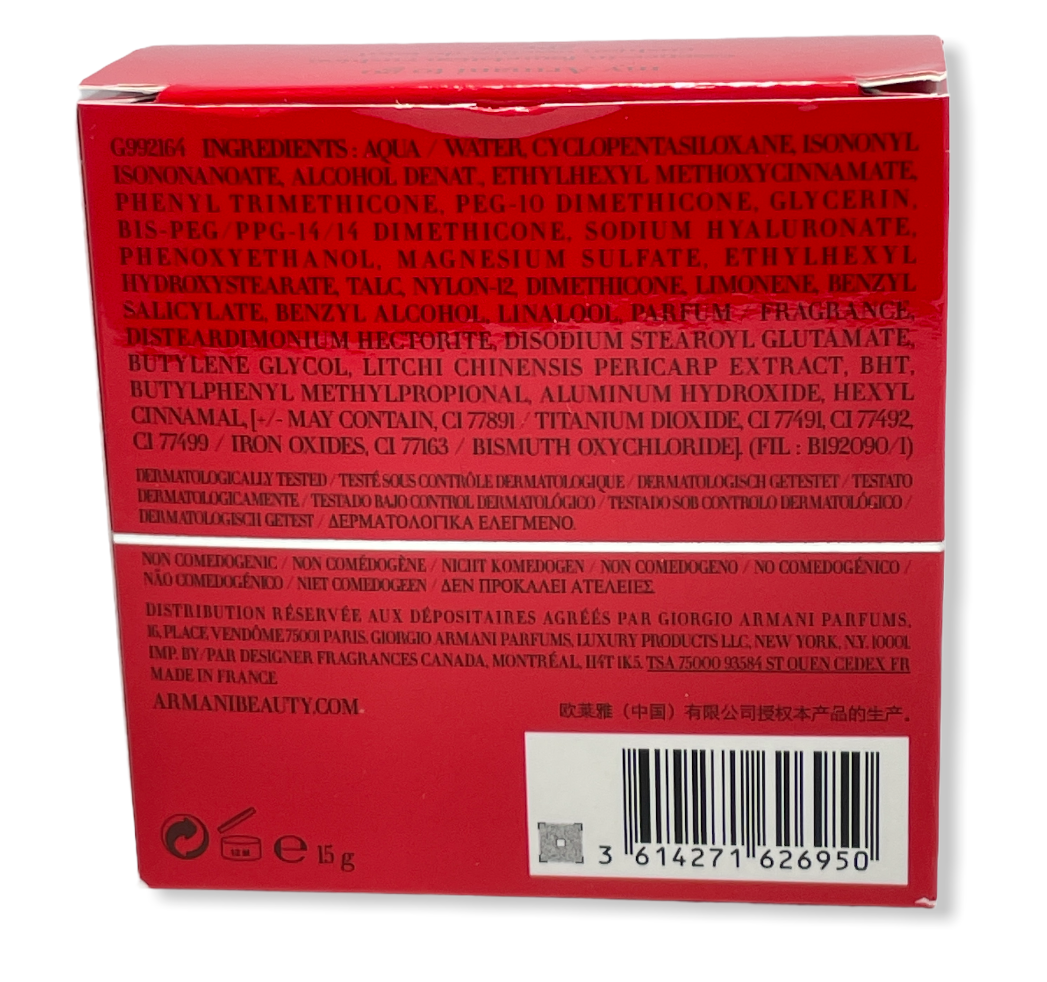 my Armani to go
G992164 INGREDIENTS : AQUA / WATER, CYCLOPENTASILOXANE, ISONONYL
ISONONANOATE, ALCOHOL DENAT., ETHYLHEXYL METHOXYCINNAMATE,
PHENYL TRIMETHICONE, PEG-10 DIMETHICONE, GLYCERIN,
BIS-PEG/PPG-14/14 DIMETHICONE, SODIUM HYALURONATE,
PHENOXYETHANOL, MAGNESIUM SULFATE, ETHYLHEXYL
HYDROXYSTEARATE, TALC, NYLON-12, DIMETHICONE, LIMONENE, BENZYL
SALICYLATE, BENZYL ALCOHOL, LINALOOL, PARFUM / FRAGRANCE,
DISTEARDIMONIUM HECTORITE, DISODIUM STEAROYL GLUTAMATE,
BUTYLENE GLYCOL, LITCHI CHINENSIS PERICARP EXTRACT, BHT,
BUTYLPHENYL METHYLPROPIONAL, ALUMINUM HYDROXIDE, HEXYL
CINNAMAL, [+/- MAY CONTAIN, CI 77891 / TITANIUM DIOXIDE, CI 77491, CI 77492,
CI 77499 / IRON OXIDES, CI 77163 / BISMUTH OXYCHLORIDE]. (FIL : B192090/1)
DERMATOLOGICALLY TESTED / TESTÉ SOUS CONTRÔLE DERMATOLOGIQUE / DERMATOLOGISCH GETESTET / TESTATO
DERMATOLOGICAMENTE / TESTADO BAJO CONTROL DERMATOLÓGICO / TESTADO SOB CONTROLO DERMATOLÓGICO /
DERMATOLOGISCH GETEST / ΔΕΡΜΑΤΟΛΟΓΙΚΑ ΕΛΕΓΜΕΝΟ.
NON COMEDOGENIC / NON COMÉDOGÈNE / NICHT KOMEDOGEN / NON COMEDOGENO / NO COMEDOGÉNICO /
NÃO COMEDOGÉNICO / NIET COMEDOGEEN / ΔΕΝ ΠΡΟΚΑΛΕΙ ΑΤΕΛΕΙΕΣ.
DISTRIBUTION RÉSERVÉE AUX DÉPOSITAIRES AGRÉÉS PAR GIORGIO ARMANI PARFUMS,
16, PLACE VENDÔME 75001 PARIS. GIORGIO ARMANI PARFUMS, LUXURY PRODUCTS LLC, NEW YORK, N.Y. 10001.
IMP. BY/PAR DESIGNER FRAGRANCES CANADA, MONTRÉAL, H4T 1K5. TSA 75000 93584 ST OUEN CEDEX FR
MADE IN FRANCE
ARMANIBEAUTY.COM.
欧莱雅（中国）有限公司授权本产品的生产。
e 15 g
3 614271 626950